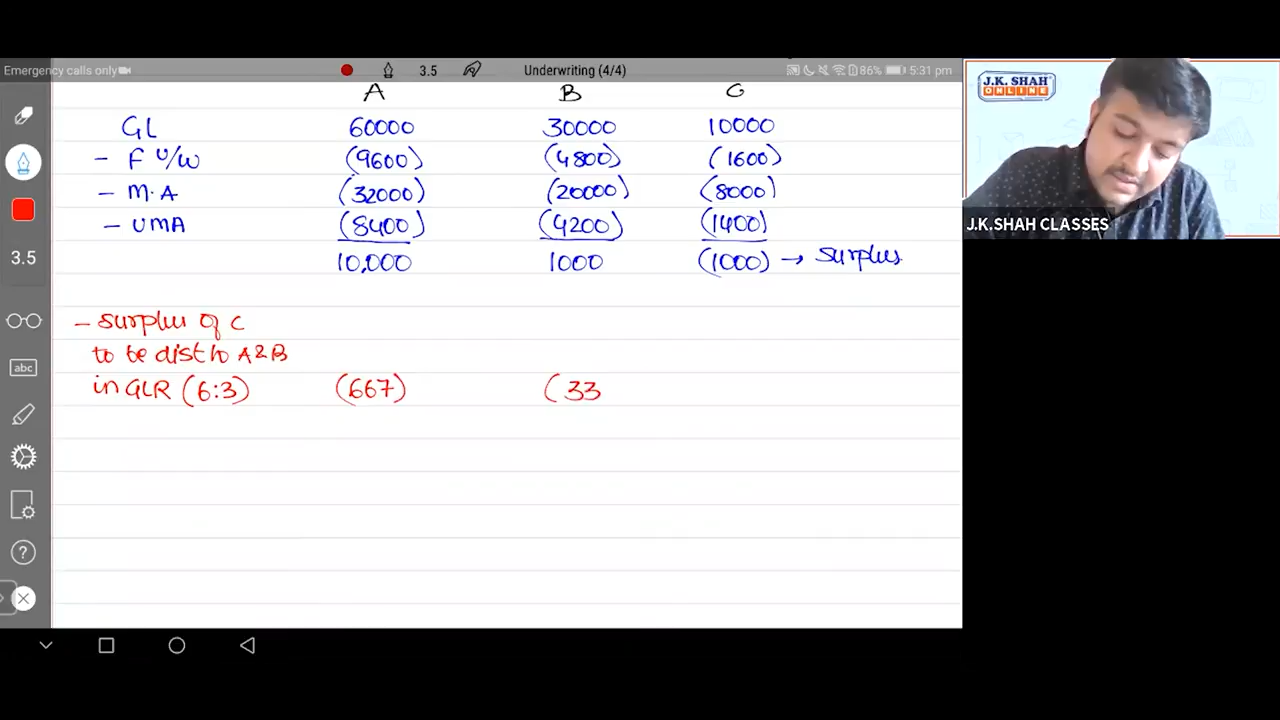 Emergency calls only 3.5 Underwriting (4/4) 86% 5:31 pm
J.K. SHAH
ONLINE
A B C
GL 60000 30000 10000
- F U/W (9600) (4800) (1600)
- M.A (32000) (20000) (8000)
- UMA (8400) (4200) (1400)
10,000 1000 (1000) → Surplus
J.K.SHAH CLASSES
3.5
abc
- Surplus of C
to be dist to A & B
in GLR (6:3) (667) (33